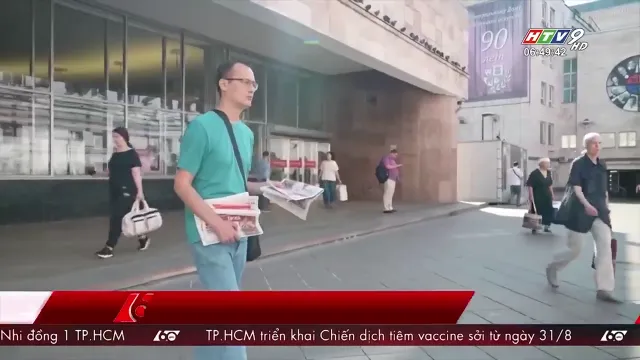 HTV9 HD
06:49:42
90
Nhi đồng 1 TP.HCM
TP.HCM triển khai Chiến dịch tiêm vaccine sởi từ ngày 31/8